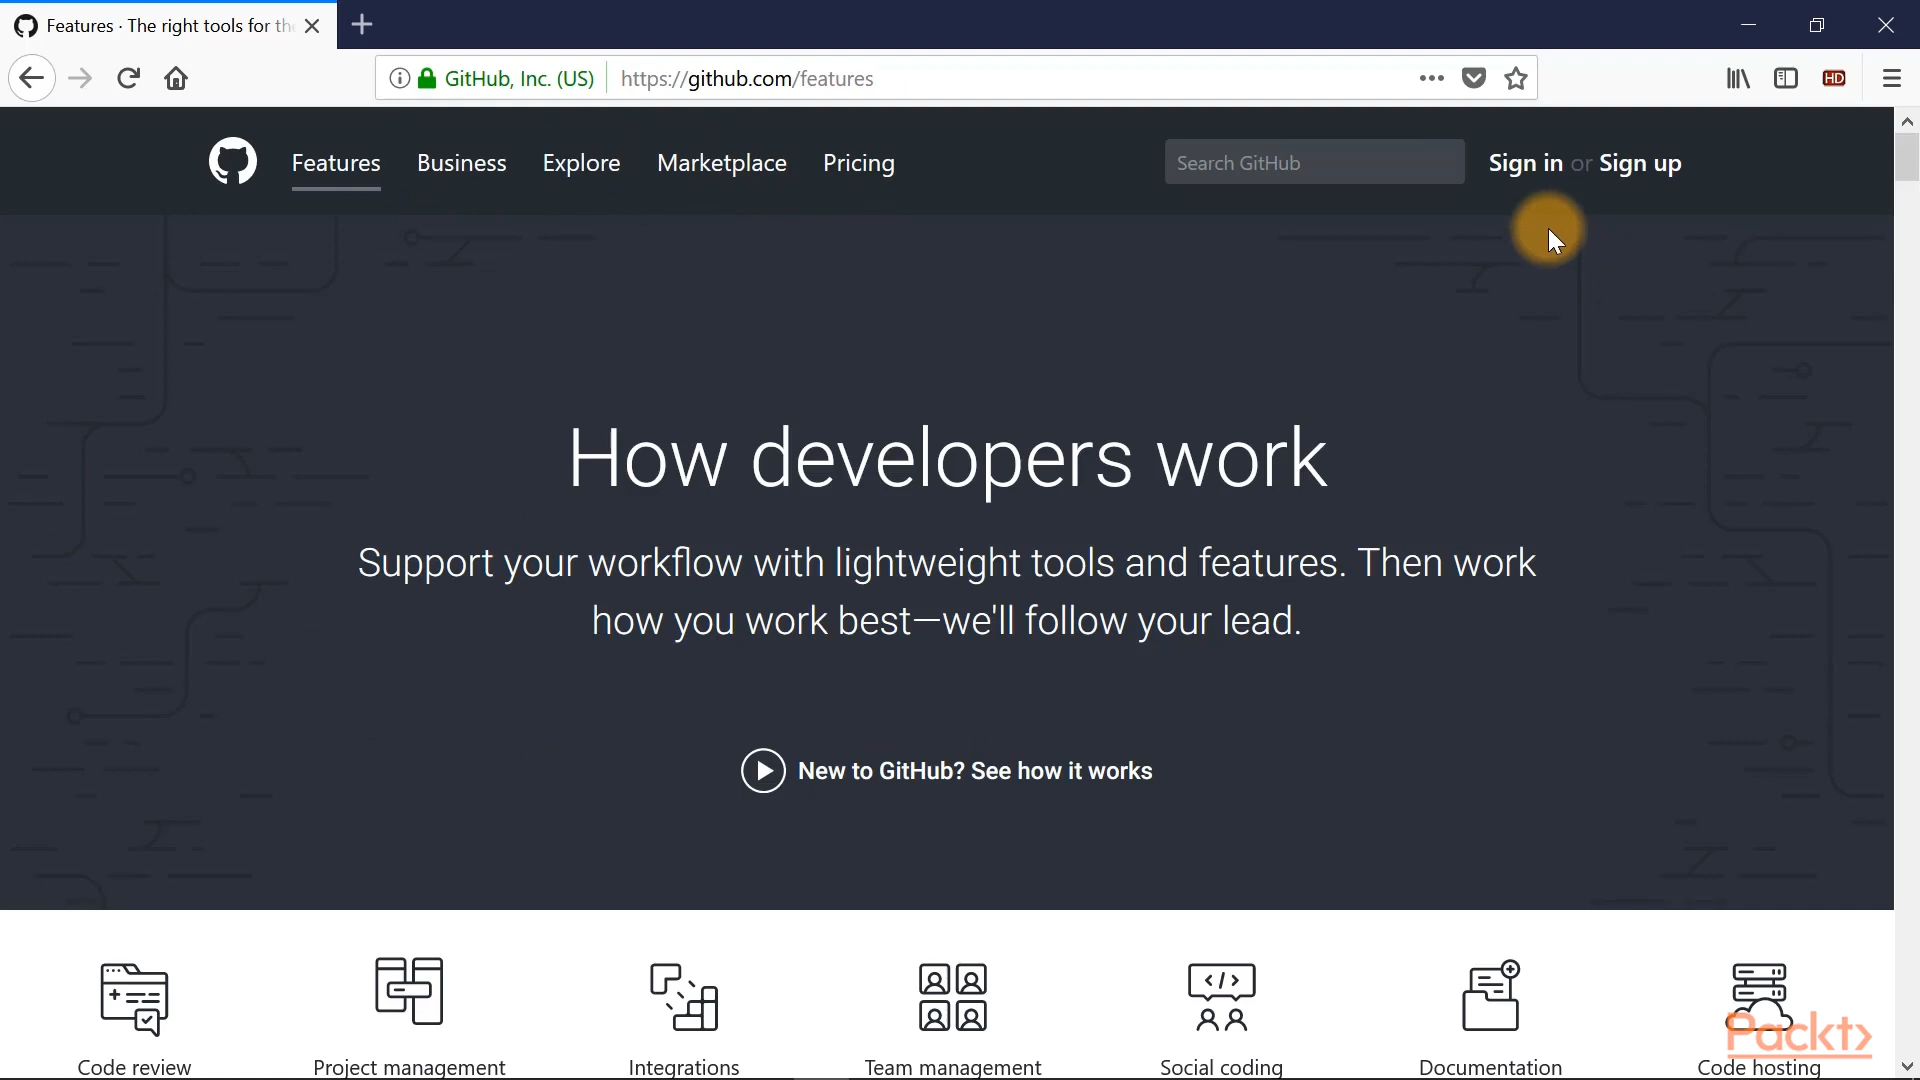 Features · The right tools for the
GitHub, Inc. (US)
https://github.com/features
HD
Features
Business
Explore
Marketplace
Pricing
Search GitHub
Sign in or Sign up
How developers work
Support your workflow with lightweight tools and features. Then work
how you work best—we'll follow your lead.
New to GitHub? See how it works
Code review
Project management
Integrations
Team management
Social coding
Documentation
Code hosting
Packt>